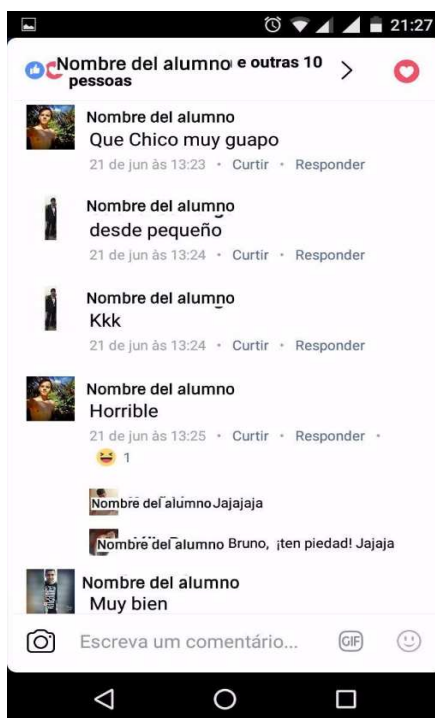 21:27
Nombre del alumno e outras 10
pessoas
Nombre del alumno
Que Chico muy guapo
21 de jun às 13:23 • Curtir • Responder
Nombre del alumno
desde pequeño
21 de jun às 13:24 • Curtir • Responder
Nombre del alumno
Kkk
21 de jun às 13:24 • Curtir • Responder
Nombre del alumno
Horrible
21 de jun às 13:25 • Curtir • Responder •
1
Nombre del alumno Jajajaja
Nombre del alumno Bruno, ¡ten piedad! Jajaja
Nombre del alumno
Muy bien
Escreva um comentário... GIF